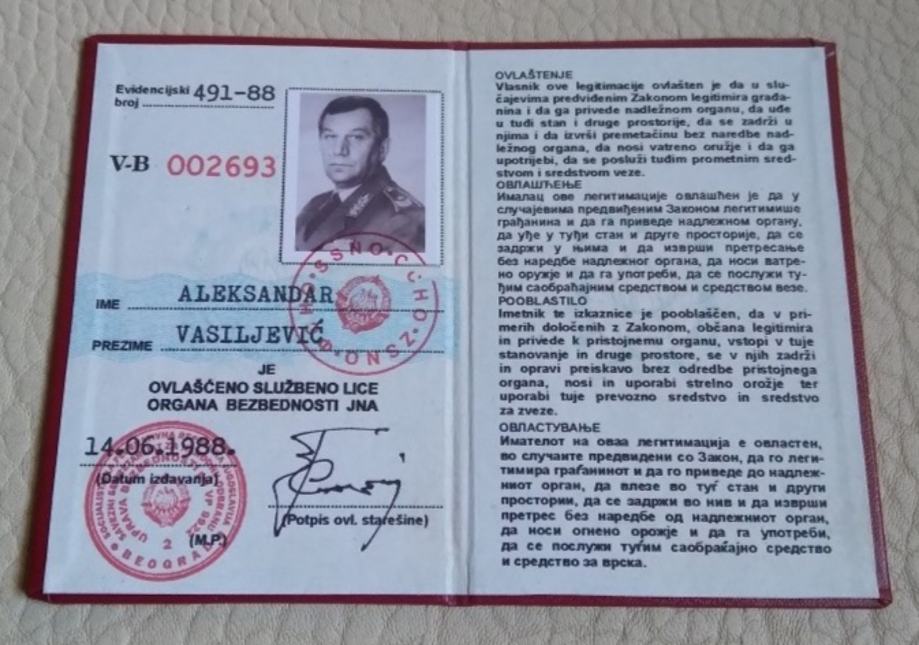 Evidencijski
broj 491-88
V-B 002693
SSNO · CCHO · SZNO ·
IME ALEKSANDAR
PREZIME VASILJEVIĆ
JE
OVLAŠĆENO SLUŽBENO LICE
ORGANA BEZBEDNOSTI JNA
14.06.1988.
(Datum izdavanja)
(M.P.)
(Potpis ovl. starešine)
UPRAVA BEZBEDNOSTI VP 9922
2
BEOGRAD
OVLAŠTENJE
Vlasnik ove legitimacije ovlašten je da u slu-
čajevima predviđenim Zakonom legitimira građa-
nina i da ga privede nadležnom organu, da uđe
u tuđi stan i druge prostorije, da se zadrži u
njima i da izvrši premetačinu bez naredbe nad-
ležnog organa, da nosi vatreno oružje i da ga
upotrijebi, da se posluži tuđim prometnim sred-
stvom i sredstvom veze.
ОВЛАШЋЕЊЕ
Ималац ове легитимације овлашћен је да у
случајевима предвиђеним Законом легитимише
грађанина и да га приведе надлежном органу,
да уђе у туђи стан и друге просторије, да се
задржи у њима и да изврши претресање
без наредбе надлежног органа, да носи ватре-
но оружје и да га употреби, да се послужи ту-
ђим саобраћајним средством и средством везе.
POOBLASTILO
Imetnik te izkaznice je pooblaščen, da v pri-
merih določenih z Zakonom, občana legitimira
in privede k pristojnemu organu, vstopi v tuje
stanovanje in druge prostore, se v njih zadrži
in opravi preiskavo brez odredbe pristojnega
organa, nosi in uporabi strelno orožje ter
uporabi tuje prevozno sredstvo in sredstvo
za zveze.
ОВЛАСТУВАЊЕ
Имателот на оваа легитимација е овластен,
во случаите предвидени со Закон, да го леги-
тимира граѓанинот и да го приведе до надлеж-
ниот орган, да влезе во туѓ стан и други
простории, да се задржи во нив и да изврши
претрес без наредбе од надлежниот орган,
да носи огнено орожје и да га употреби,
да се послужи туѓим саобраќајно средство
и средство за врска.